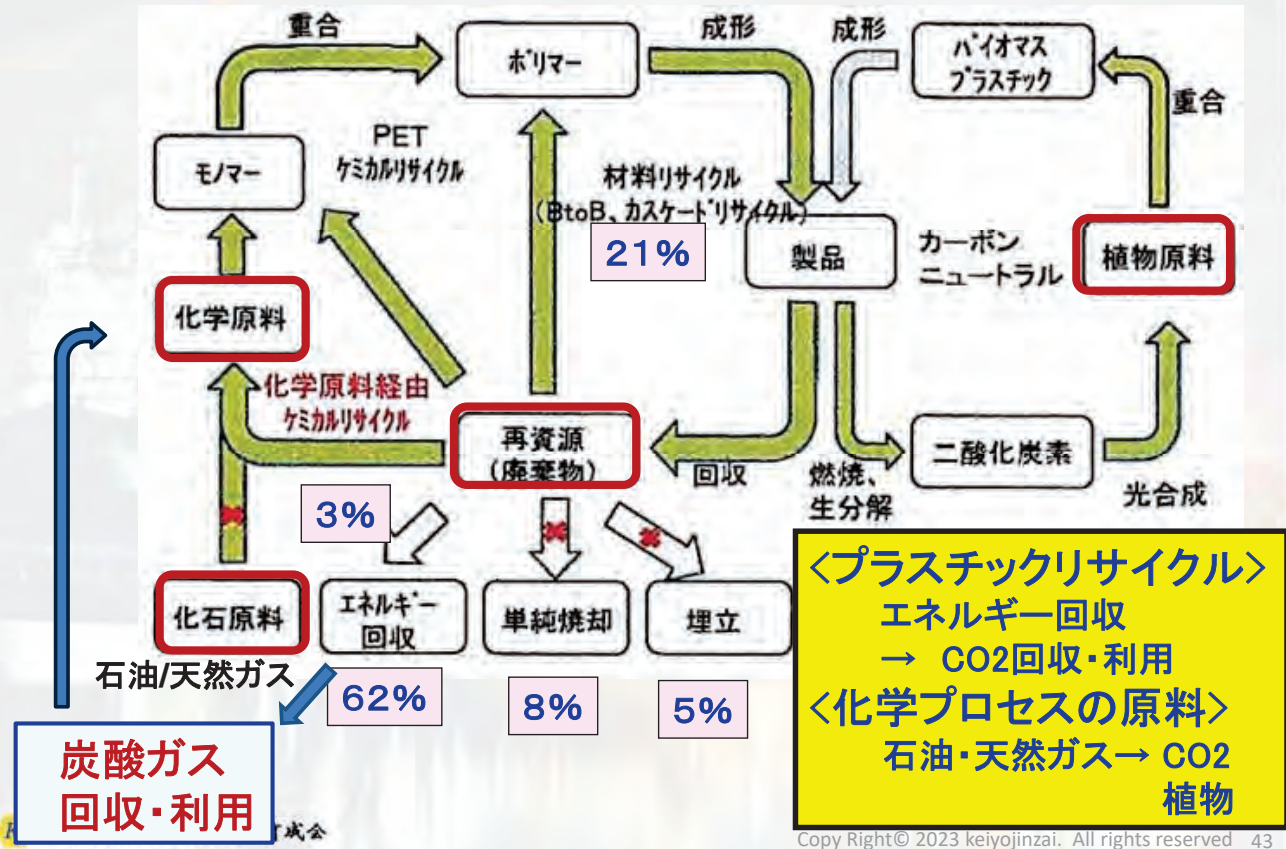 重合
成形
成形
ポリマー
バイオマス
プラスチック
重合
PET
ケミカルリサイクル
モノマー
材料リサイクル
(BtoB、カスケードリサイクル)
21%
製品
カーボン
ニュートラル
植物原料
化学原料
化学原料経由
ケミカルリサイクル
再資源
(廃棄物)
回収
燃焼、
生分解
二酸化炭素
光合成
3%
化石原料
エネルギー
回収
単純焼却
埋立
石油/天然ガス
62%
8%
5%
<プラスチックリサイクル>
エネルギー回収
→ CO2回収・利用
<化学プロセスの原料>
石油・天然ガス→ CO2
植物
炭酸ガス
回収・利用
成会
Copy Right© 2023 keiyojinzai. All rights reserved 43